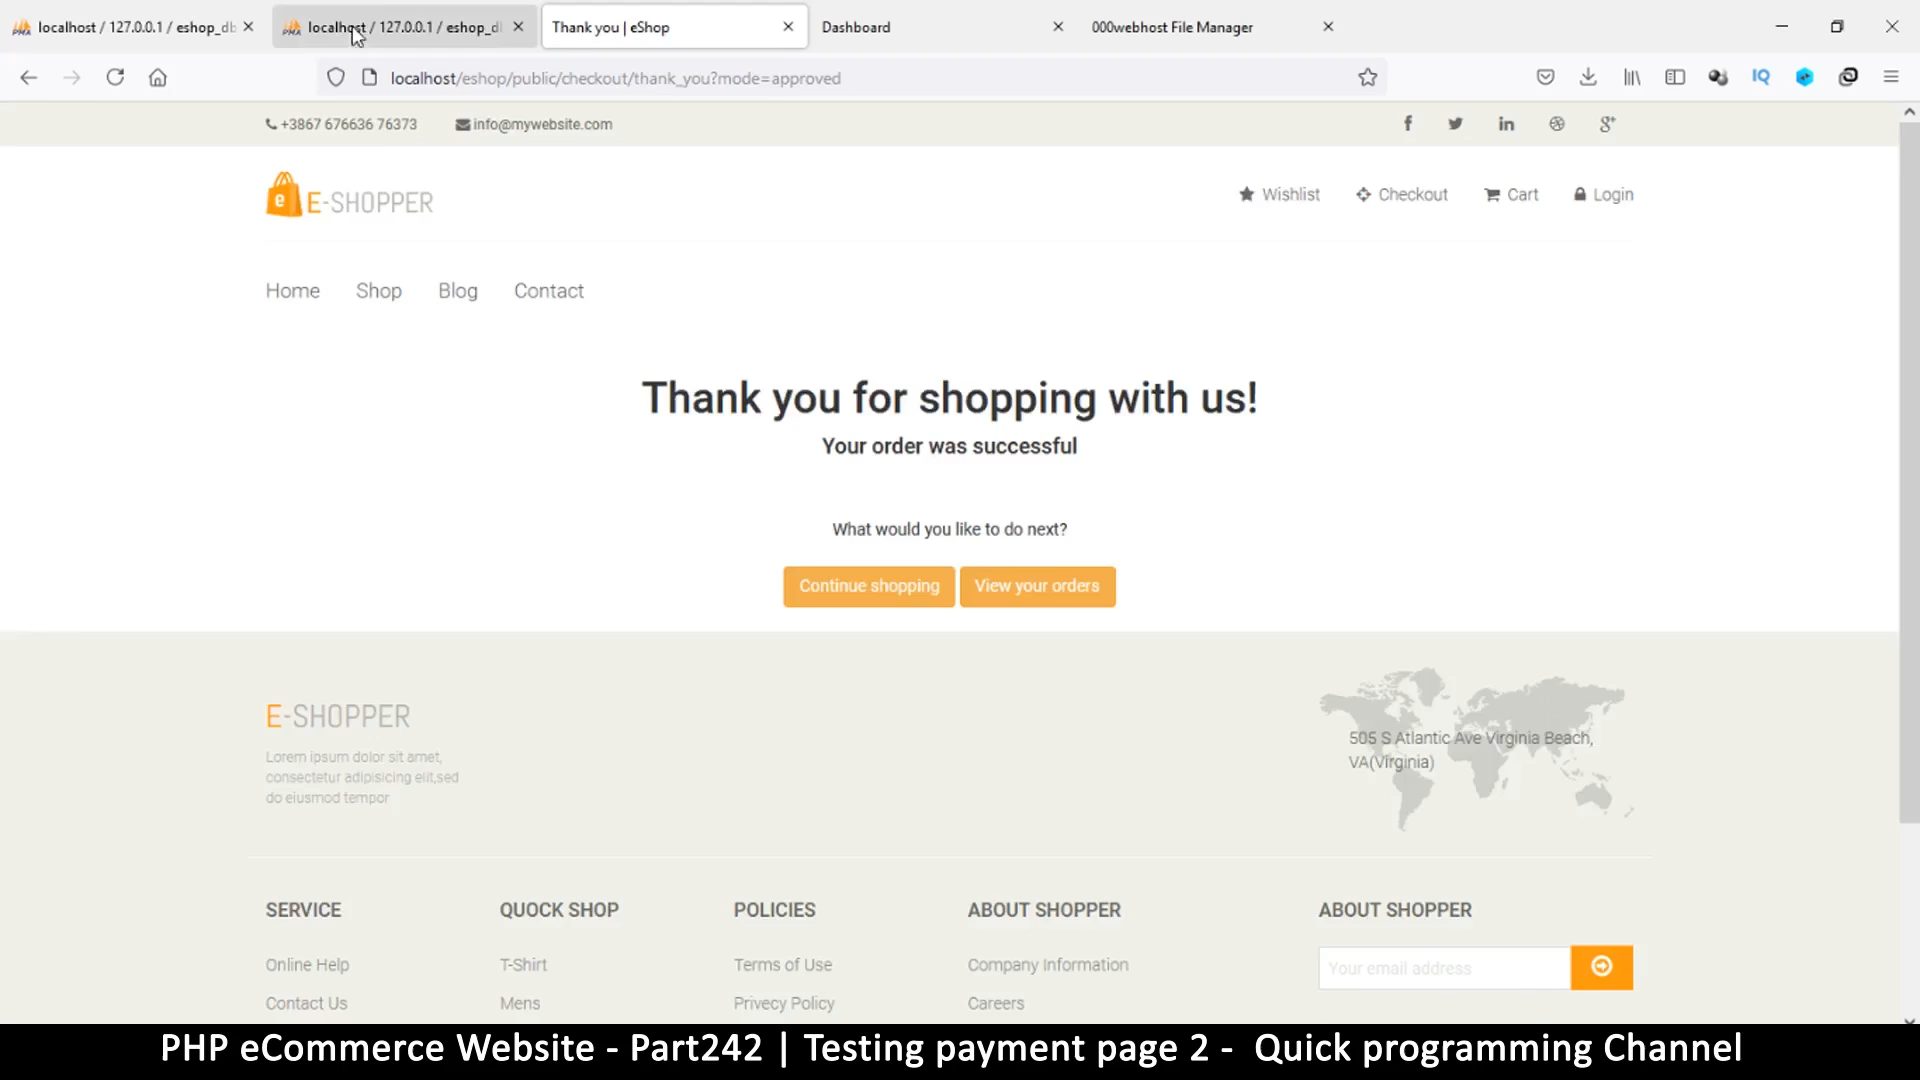 localhost / 127.0.0.1 / eshop_db
localhost / 127.0.0.1 / eshop_d
Thank you | eShop
Dashboard
000webhost File Manager
localhost/eshop/public/checkout/thank_you?mode=approved
IQ
+3867 676636 76373
info@mywebsite.com
E-SHOPPER
Wishlist
Checkout
Cart
Login
Home
Shop
Blog
Contact
Thank you for shopping with us!
Your order was successful
What would you like to do next?
Continue shopping
View your orders
E-SHOPPER
Lorem ipsum dolor sit amet,
consectetur adipisicing elit,sed
do eiusmod tempor
505 S Atlantic Ave Virginia Beach,
VA(Virginia)
SERVICE
QUOCK SHOP
POLICIES
ABOUT SHOPPER
ABOUT SHOPPER
Online Help
T-Shirt
Terms of Use
Company Information
Your email address
Contact Us
Mens
Privecy Policy
Careers
PHP eCommerce Website - Part242 | Testing payment page 2 - Quick programming Channel